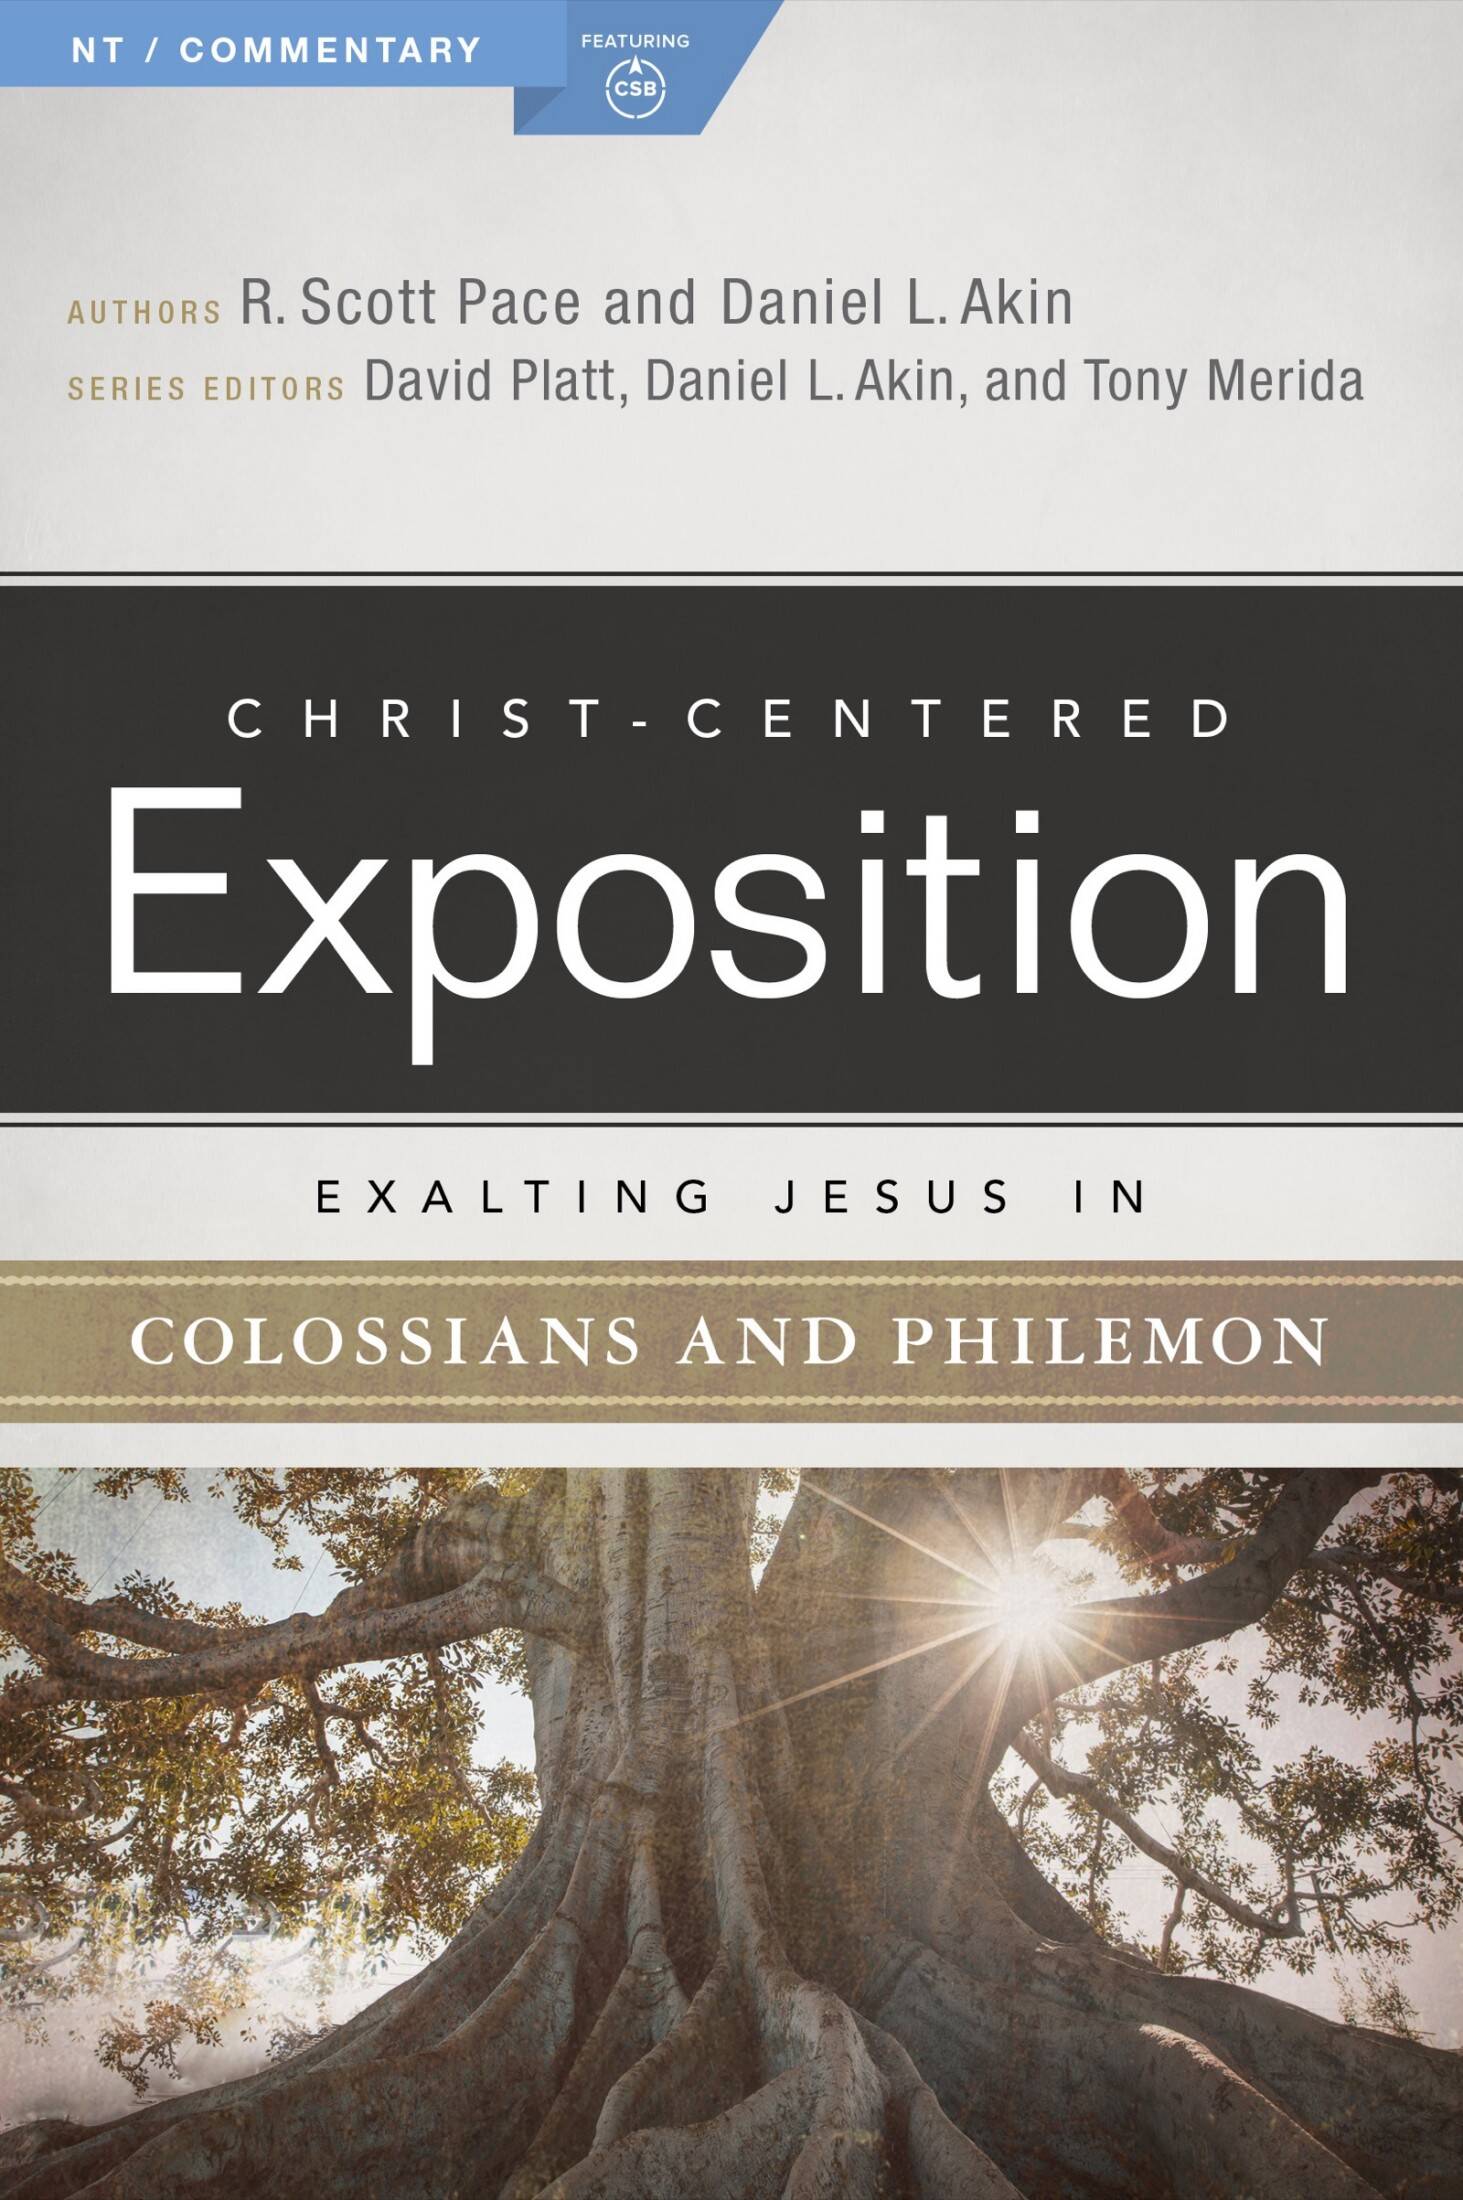 NT / COMMENTARY
FEATURING
CSB
AUTHORS R. Scott Pace and Daniel L. Akin
SERIES EDITORS David Platt, Daniel L. Akin, and Tony Merida
CHRIST-CENTERED
Exposition
EXALTING JESUS IN
COLOSSIANS AND PHILEMON